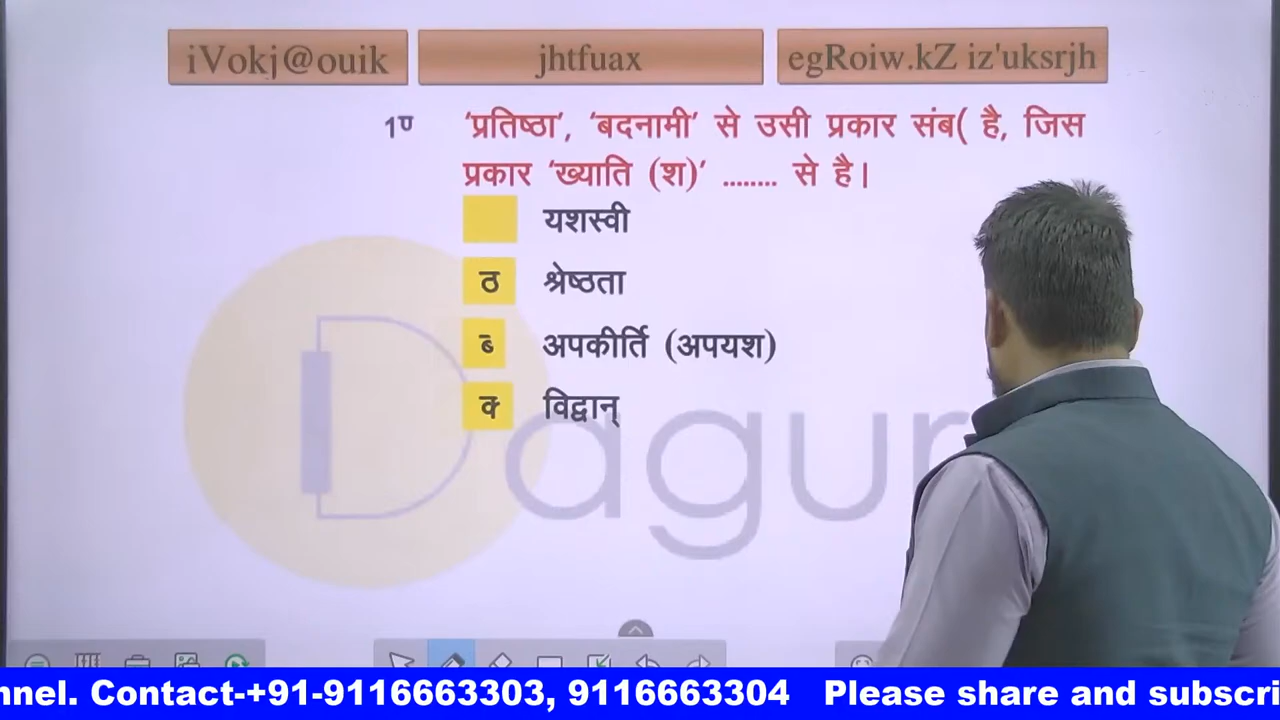 iVokj@ouik jhtfuax egRoiw.kZ iz'uksrjh
1ण 'प्रतिष्ठा', 'बदनामी' से उसी प्रकार संब( है, जिस
प्रकार 'ख्याति (श)' ........ से है।
यशस्वी
ठ श्रेष्ठता
ब् अपकीर्ति (अपयश)
क् विद्वान्
Dagur
nnel. Contact-+91-9116663303, 9116663304 Please share and subscri